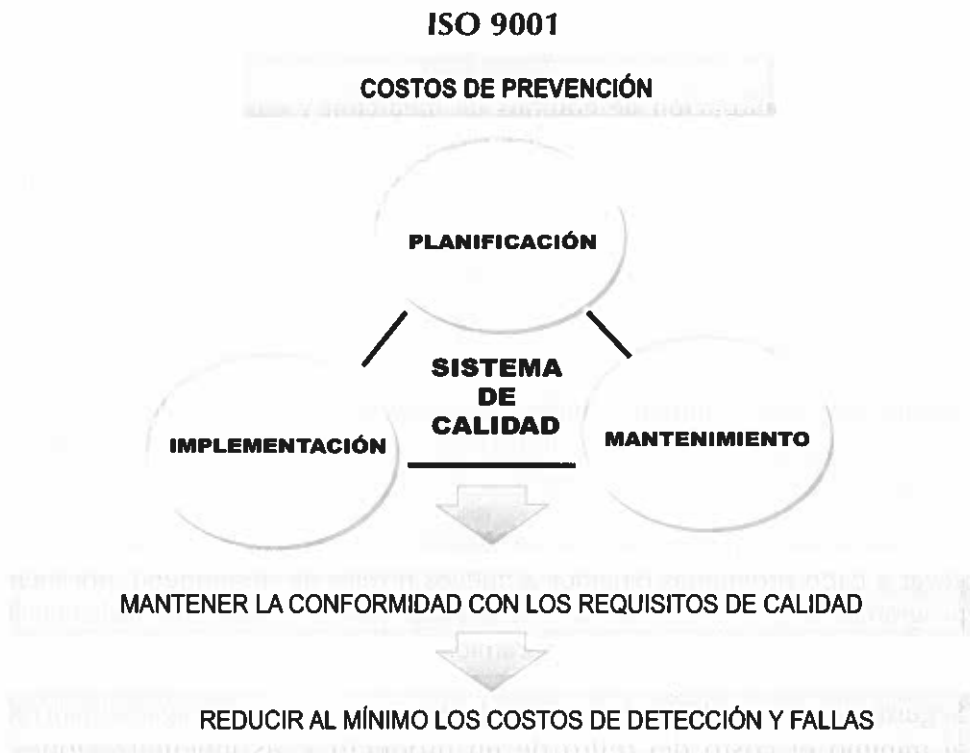 ISO 9001
COSTOS DE PREVENCIÓN
PLANIFICACIÓN
SISTEMA
DE
CALIDAD
IMPLEMENTACIÓN
MANTENIMIENTO
MANTENER LA CONFORMIDAD CON LOS REQUISITOS DE CALIDAD
REDUCIR AL MÍNIMO LOS COSTOS DE DETECCIÓN Y FALLAS